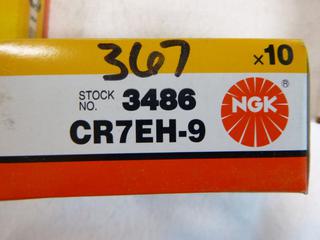 367
x10
STOCK NO. 3486
NGK®
CR7EH-9